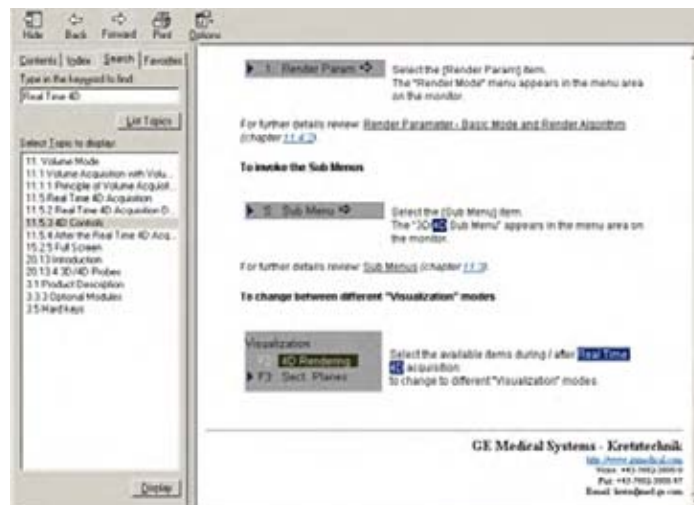 Hide Back Forward Print Options
Contents Index Search Favorites
Type in the keyword to find:
Real Time 4D
List Topics
Select Topic to display:
11. Volume Mode
11.1 Volume Acquisition with Volu...
11.1.1 Principle of Volume Acquisit...
11.5 Real Time 4D Acquisition
11.5.2 Real Time 4D Acquisition D...
11.5.3 4D Controls
11.5.4 After the Real Time 4D Acq...
15.2.5 Full Screen
20.13 Introduction
20.13.4 3D/4D Probes
3.1 Product Description
3.3.3 Optional Modules
3.5 Hard keys
Display
1 Render Param
Select the [Render Param] item.
The "Render Mode" menu appears in the menu area
on the monitor.
For further details review: Render Parameter - Basic Mode and Render Algorithm
(chapter 11.4.2).
To invoke the Sub Menus
Sub Menu
Select the [Sub Menu] item.
The "3D/4D Sub Menu" appears in the menu area on
the monitor.
For further details review: Sub Menus (chapter 11.3).
To change between different "Visualization" modes
Visualization
F2 4D Rendering
F3 Sect. Planes
Select the available items during / after Real Time
4D acquisition
to change to different "Visualization" modes.
GE Medical Systems - Kretztechnik